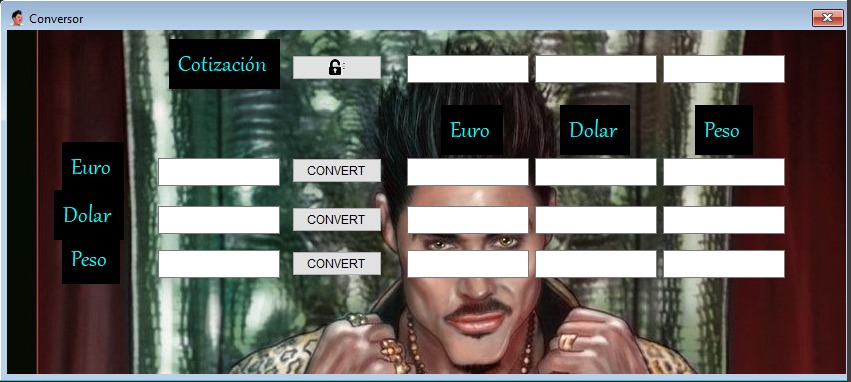 Conversor
Cotización
Euro Dolar Peso
Euro CONVERT
Dolar CONVERT
Peso CONVERT